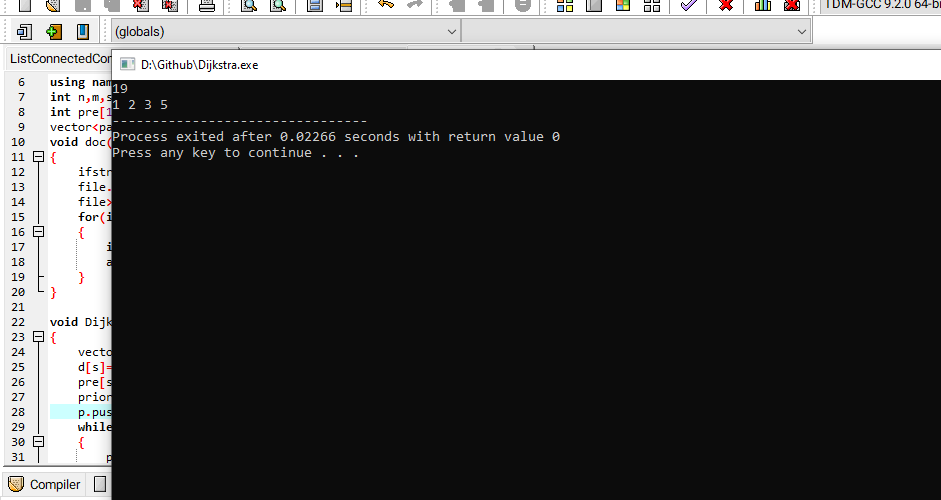 TDM-GCC 9.2.0 64-bi
(globals)
ListConnectedCor
D:\Github\Dijkstra.exe
19
1 2 3 5
--------------------------------
Process exited after 0.02266 seconds with return value 0
Press any key to continue . . .
6 using nam
7 int n,m,s
8 int pre[1
9 vector<pa
10 void doc(
11 {
12 ifstr
13 file.
14 file>
15 for(i
16 {
17 i
18 a
19 }
20 }
21
22 void Dijk
23 {
24 vecto
25 d[s]=
26 pre[s
27 prior
28 p.pus
29 while
30 {
31 p
Compiler